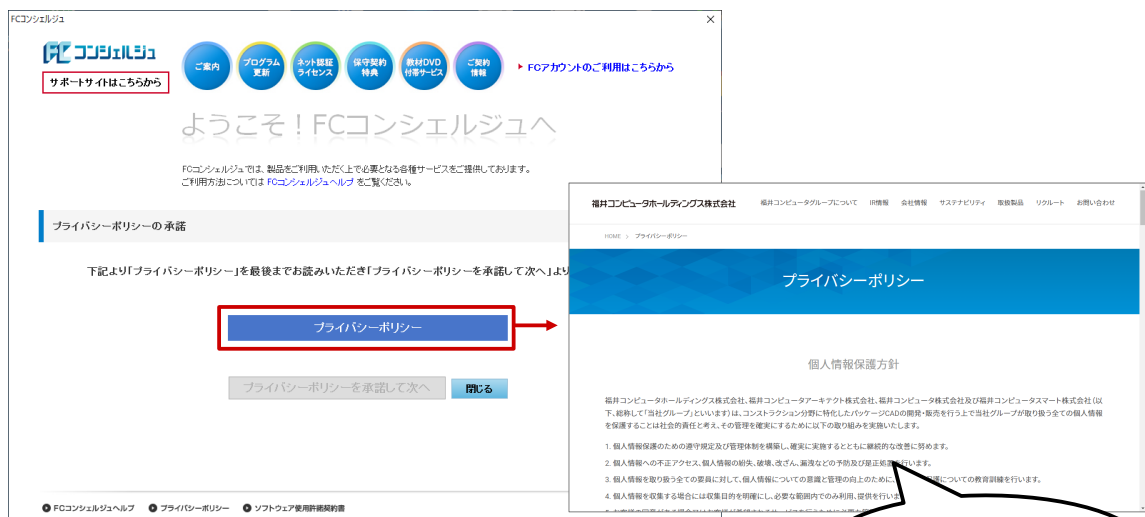 FCコンシェルジュ
FC コンシェルジュ
サポートサイトはこちらから
ご案内
プログラム
更新
ネット認証
ライセンス
保守契約
特典
教材DVD
付帯サービス
ご契約
情報
FCアカウントのご利用はこちらから
ようこそ！FCコンシェルジュへ
FCコンシェルジュでは、製品をご利用いただく上で必要となる各種サービスをご提供しております。
ご利用方法については FCコンシェルジュヘルプ をご覧ください。
プライバシーポリシーの承諾
下記より「プライバシーポリシー」を最後までお読みいただき「プライバシーポリシーを承諾して次へ」より
プライバシーポリシー
プライバシーポリシーを承諾して次へ
閉じる
FCコンシェルジュヘルプ
プライバシーポリシー
ソフトウェア使用許諾契約書
福井コンピュータホールディングス株式会社
福井コンピュータグループについて
IR情報
会社情報
サステナビリティ
取扱製品
リクルート
お問い合わせ
HOME > プライバシーポリシー
プライバシーポリシー
個人情報保護方針
福井コンピュータホールディングス株式会社、福井コンピュータアーキテクト株式会社、福井コンピュータ株式会社及び福井コンピュータスマート株式会社（以
下、総称して「当社グループ」といいます）は、コンストラクション分野に特化したパッケージCADの開発・販売を行う上で当社グループが取り扱う全ての個人情報
を保護することは社会的責任と考え、その管理を確実にするために以下の取り組みを実施いたします。
1. 個人情報保護のための遵守規定及び管理体制を構築し、確実に実施するとともに継続的な改善に努めます。
2. 個人情報への不正アクセス、個人情報の紛失、破壊、改ざん、漏洩などの予防及び是正処置を行います。
3. 個人情報を取り扱う全ての要員に対して、個人情報についての意識と管理の向上のために、についての教育訓練を行います。
4. 個人情報を収集する場合には収集目的を明確にし、必要な範囲内でのみ利用、提供を行いま